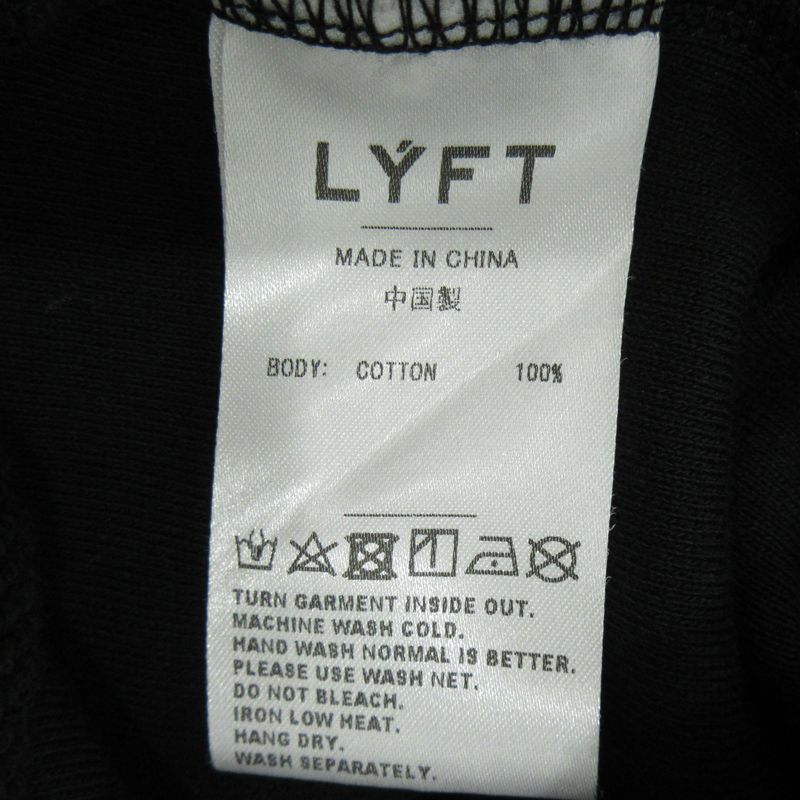 LÝFT
MADE IN CHINA
中国製
BODY: COTTON 100%
TURN GARMENT INSIDE OUT.
MACHINE WASH COLD.
HAND WASH NORMAL IS BETTER.
PLEASE USE WASH NET.
DO NOT BLEACH.
IRON LOW HEAT.
HANG DRY.
WASH SEPARATELY.